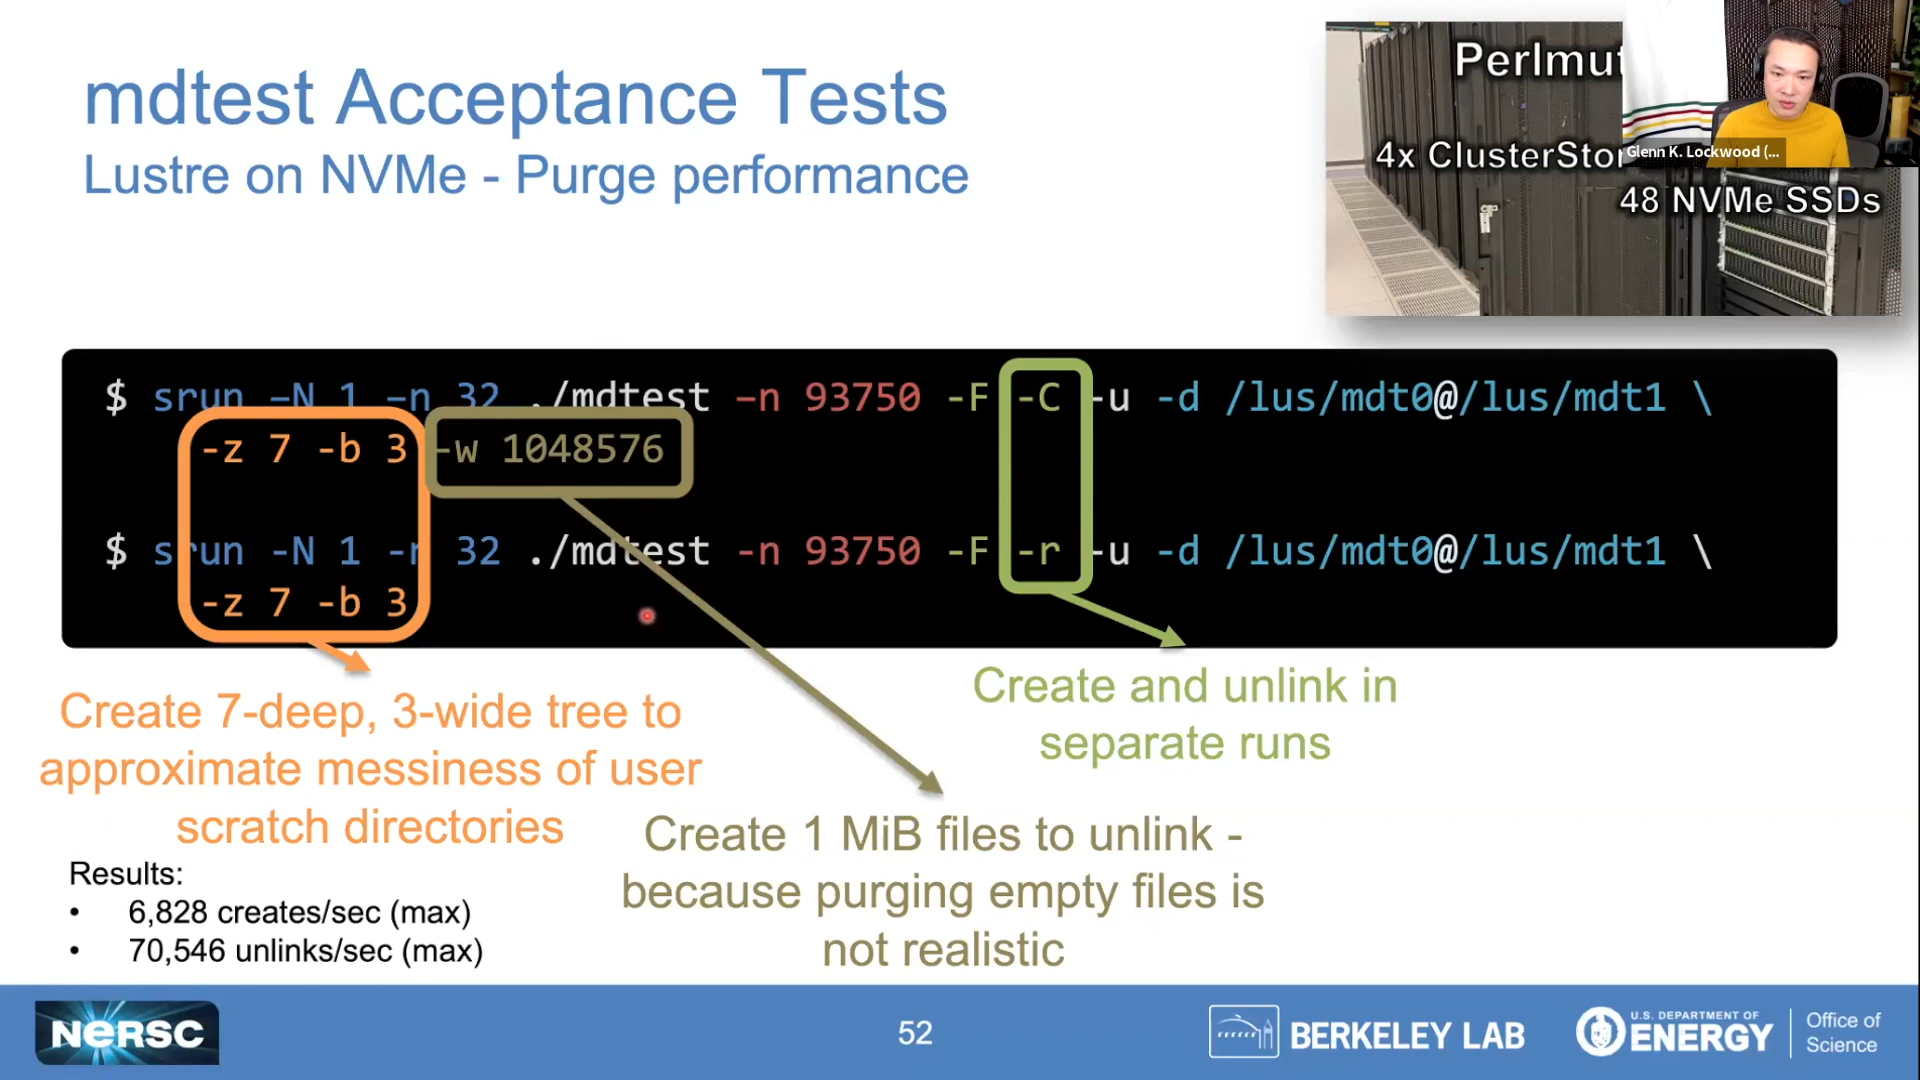 mdtest Acceptance Tests
Lustre on NVMe - Purge performance
Perlmut
4x ClusterStor
Glenn K. Lockwood (...
48 NVMe SSDs
$ srun –N 1 –n 32 ./mdtest –n 93750 -F -C -u -d /lus/mdt0@/lus/mdt1 \
-z 7 -b 3 -w 1048576
$ srun -N 1 -n 32 ./mdtest -n 93750 -F -r -u -d /lus/mdt0@/lus/mdt1 \
-z 7 -b 3
Create and unlink in
separate runs
Create 7-deep, 3-wide tree to
approximate messiness of user
scratch directories
Create 1 MiB files to unlink -
because purging empty files is
not realistic
Results:
• 6,828 creates/sec (max)
• 70,546 unlinks/sec (max)
NERSC
52
BERKELEY LAB
U.S. DEPARTMENT OF
ENERGY
Office of
Science